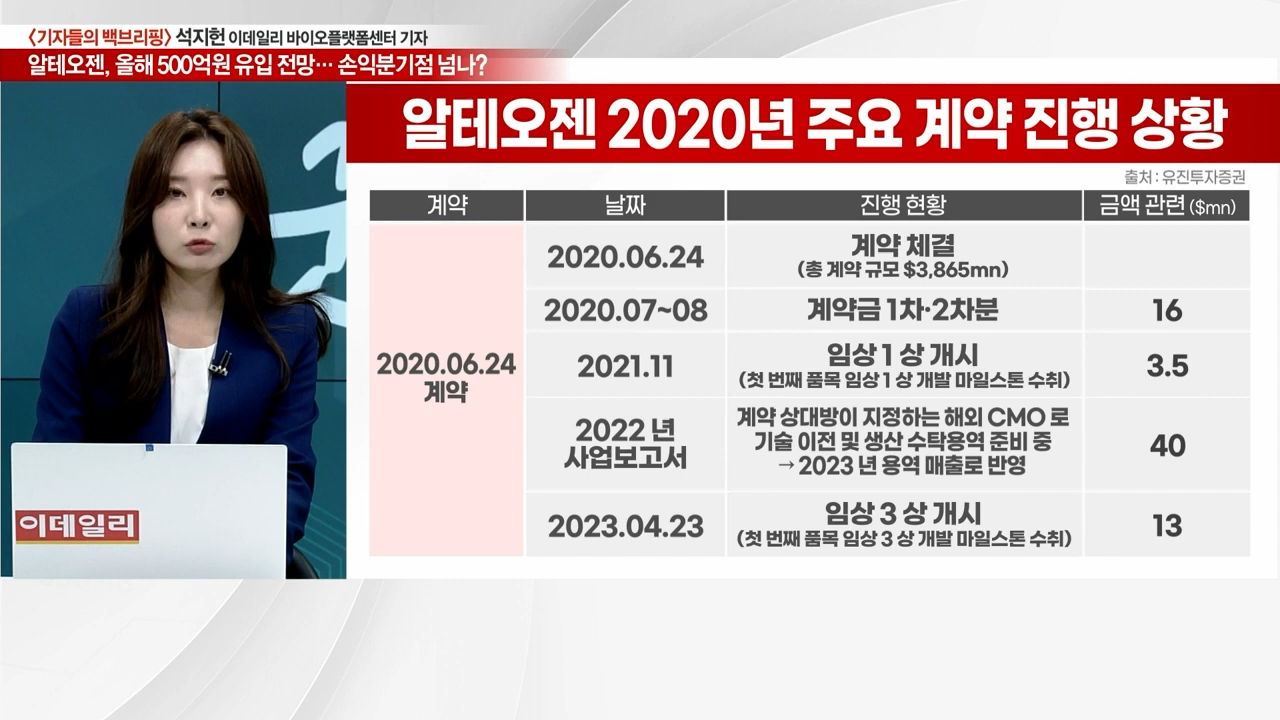 〈기자들의 백브리핑〉 석지헌 이데일리 바이오플랫폼센터 기자
알테오젠, 올해 500억원 유입 전망… 손익분기점 넘나?
알테오젠 2020년 주요 계약 진행 상황
출처 : 유진투자증권
계약 날짜 진행 현황 금액 관련 ($mn)
2020.06.24
계약
2020.06.24 계약 체결
(총 계약 규모 $3,865mn)
2020.07~08 계약금 1차·2차분 16
2021.11 임상 1 상 개시 3.5
(첫 번째 품목 임상 1 상 개발 마일스톤 수취)
2022 년
사업보고서
계약 상대방이 지정하는 해외 CMO 로
기술 이전 및 생산 수탁용역 준비 중
→ 2023 년 용역 매출로 반영
40
2023.04.23 임상 3 상 개시 13
(첫 번째 품목 임상 3 상 개발 마일스톤 수취)
이데일리